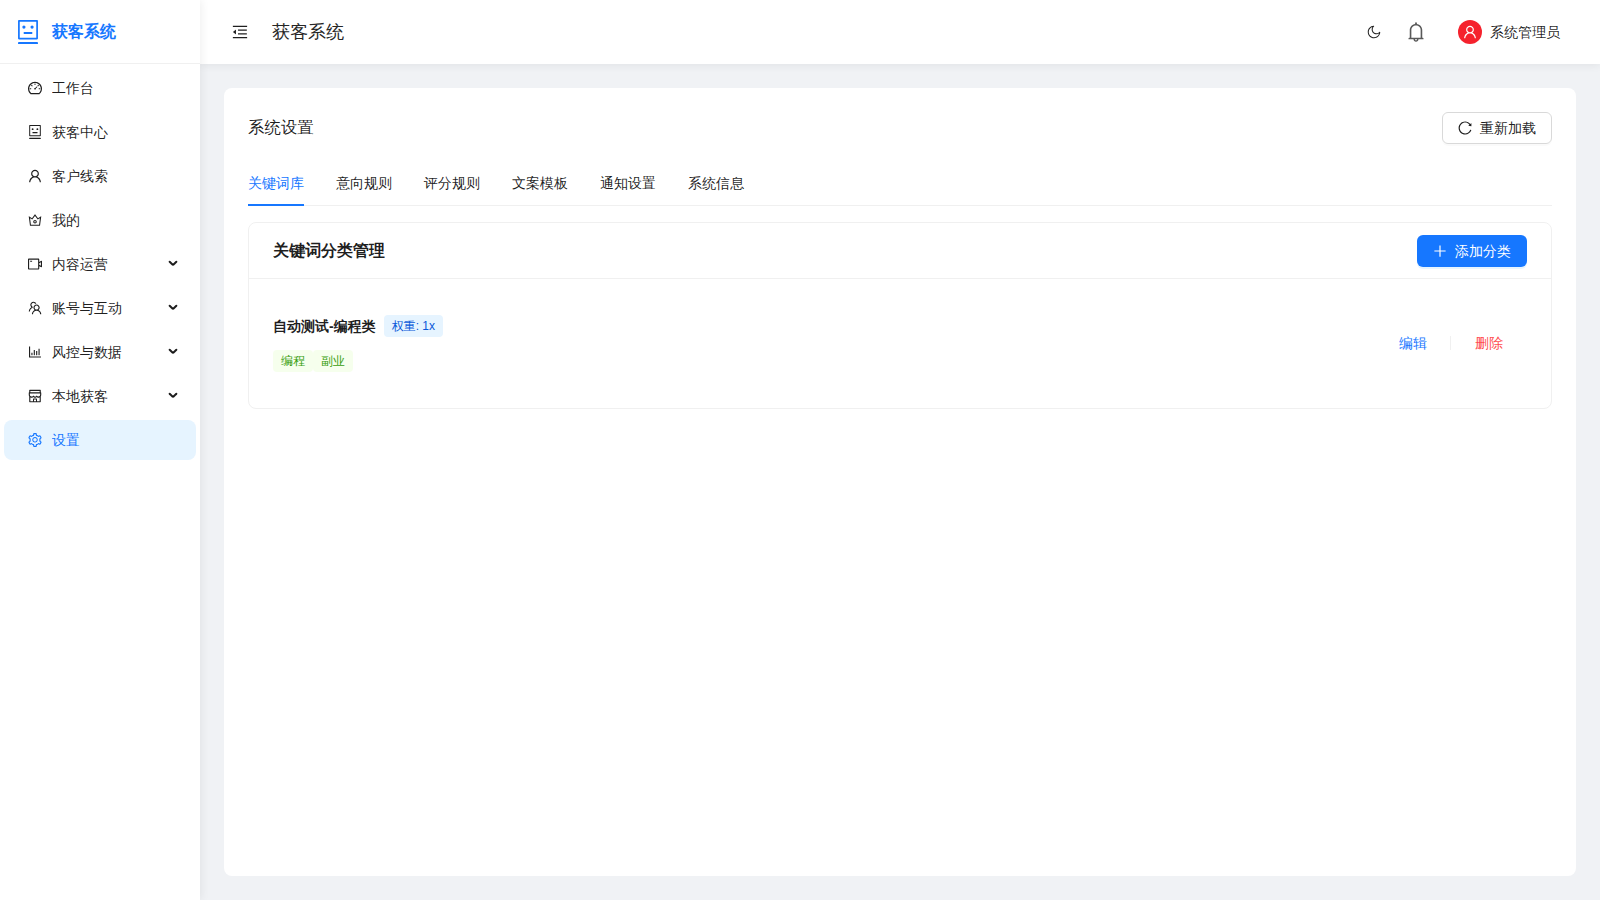 获客系统
获客系统
系统管理员
工作台
获客中心
客户线索
我的
内容运营
账号与互动
风控与数据
本地获客
设置
系统设置
重新加载
关键词库
意向规则
评分规则
文案模板
通知设置
系统信息
关键词分类管理
添加分类
自动测试-编程类
权重: 1x
编程
副业
编辑
删除